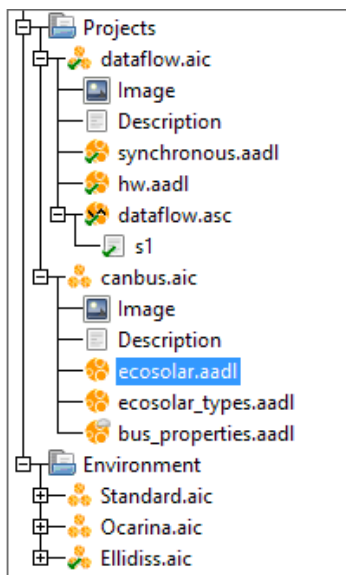 Projects
dataflow.aic
Image
Description
synchronous.aadl
hw.aadl
dataflow.asc
s1
canbus.aic
Image
Description
ecosolar.aadl
ecosolar_types.aadl
bus_properties.aadl
Environment
Standard.aic
Ocarina.aic
Ellidiss.aic